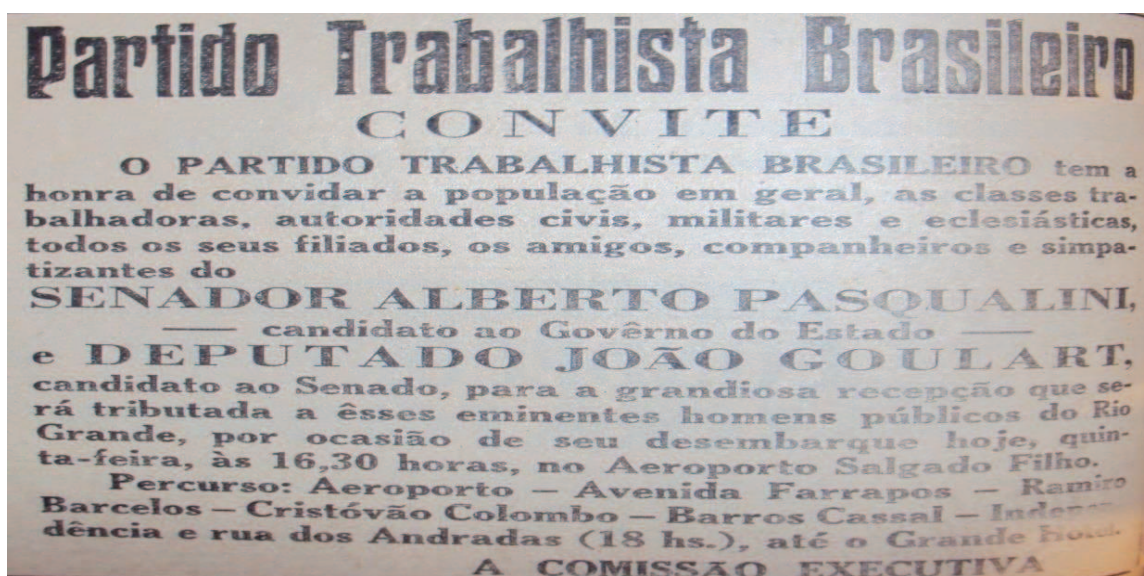 Partido Trabalhista Brasileiro
CONVITE
O PARTIDO TRABALHISTA BRASILEIRO tem a
honra de convidar a população em geral, as classes tra-
balhadoras, autoridades civis, militares e eclesiásticas,
todos os seus filiados, os amigos, companheiros e simpa-
tizantes do
SENADOR ALBERTO PASQUALINI,
— candidato ao Govêrno do Estado —
e DEPUTADO JOÃO GOULART,
candidato ao Senado, para a grandiosa recepção que se-
rá tributada a êsses eminentes homens públicos do Rio
Grande, por ocasião de seu desembarque hoje, quin-
ta-feira, às 16,30 horas, no Aeroporto Salgado Filho.
Percurso: Aeroporto — Avenida Farrapos — Ramiro
Barcelos — Cristóvão Colombo — Barros Cassal — Indepen-
dência e rua dos Andradas (18 hs.), até o Grande Hotel.
A COMISSÃO EXECUTIVA